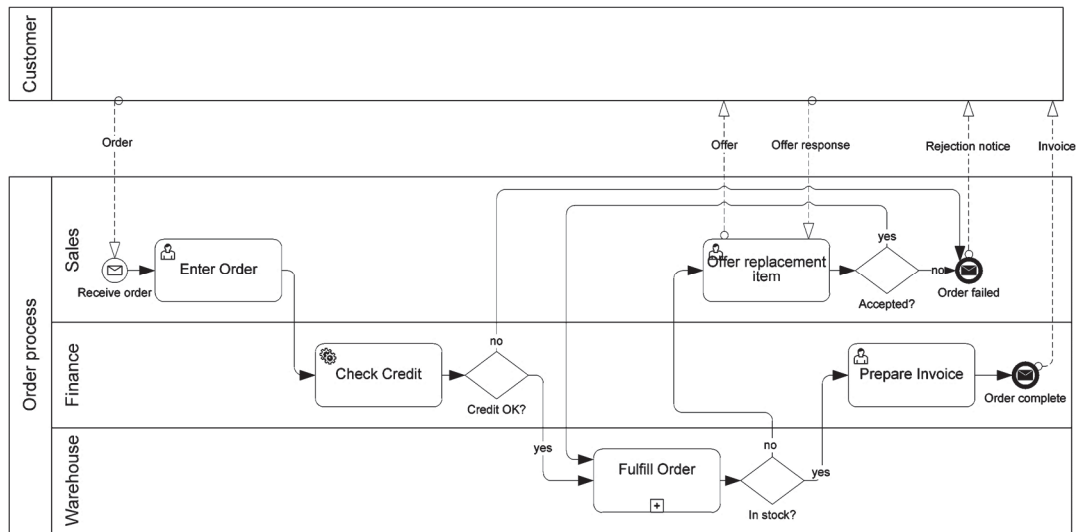 Customer
Order
Offer
Offer response
Rejection notice
Invoice
Order process
Sales
Receive order
Enter Order
Offer replacement
item
yes
Accepted?
no
Order failed
Finance
Check Credit
no
Credit OK?
yes
Prepare Invoice
Order complete
Warehouse
Fulfill Order
no
In stock?
yes